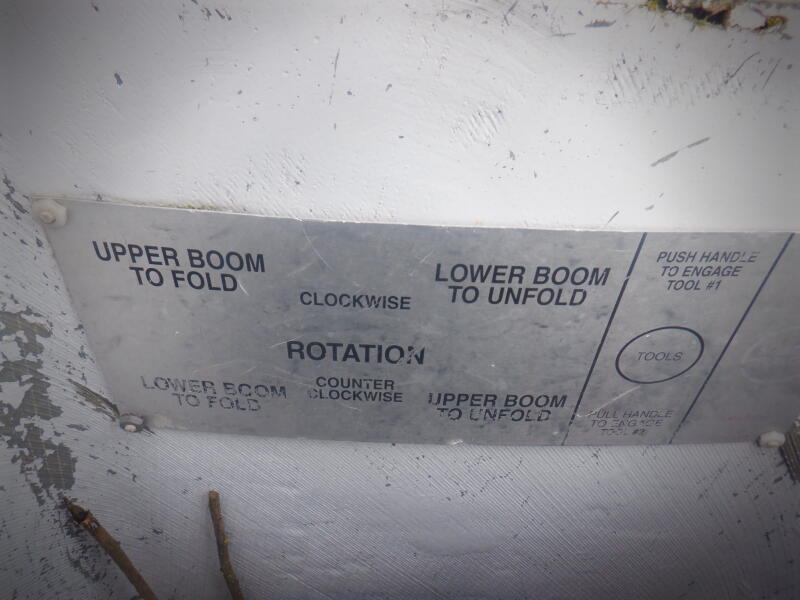 UPPER BOOM
TO FOLD
CLOCKWISE
LOWER BOOM
TO UNFOLD
ROTATION
LOWER BOOM
TO FOLD
COUNTER
CLOCKWISE
UPPER BOOM
TO UNFOLD
PUSH HANDLE
TO ENGAGE
TOOL #1
TOOLS
PULL HANDLE
TO ENGAGE
TOOL #2